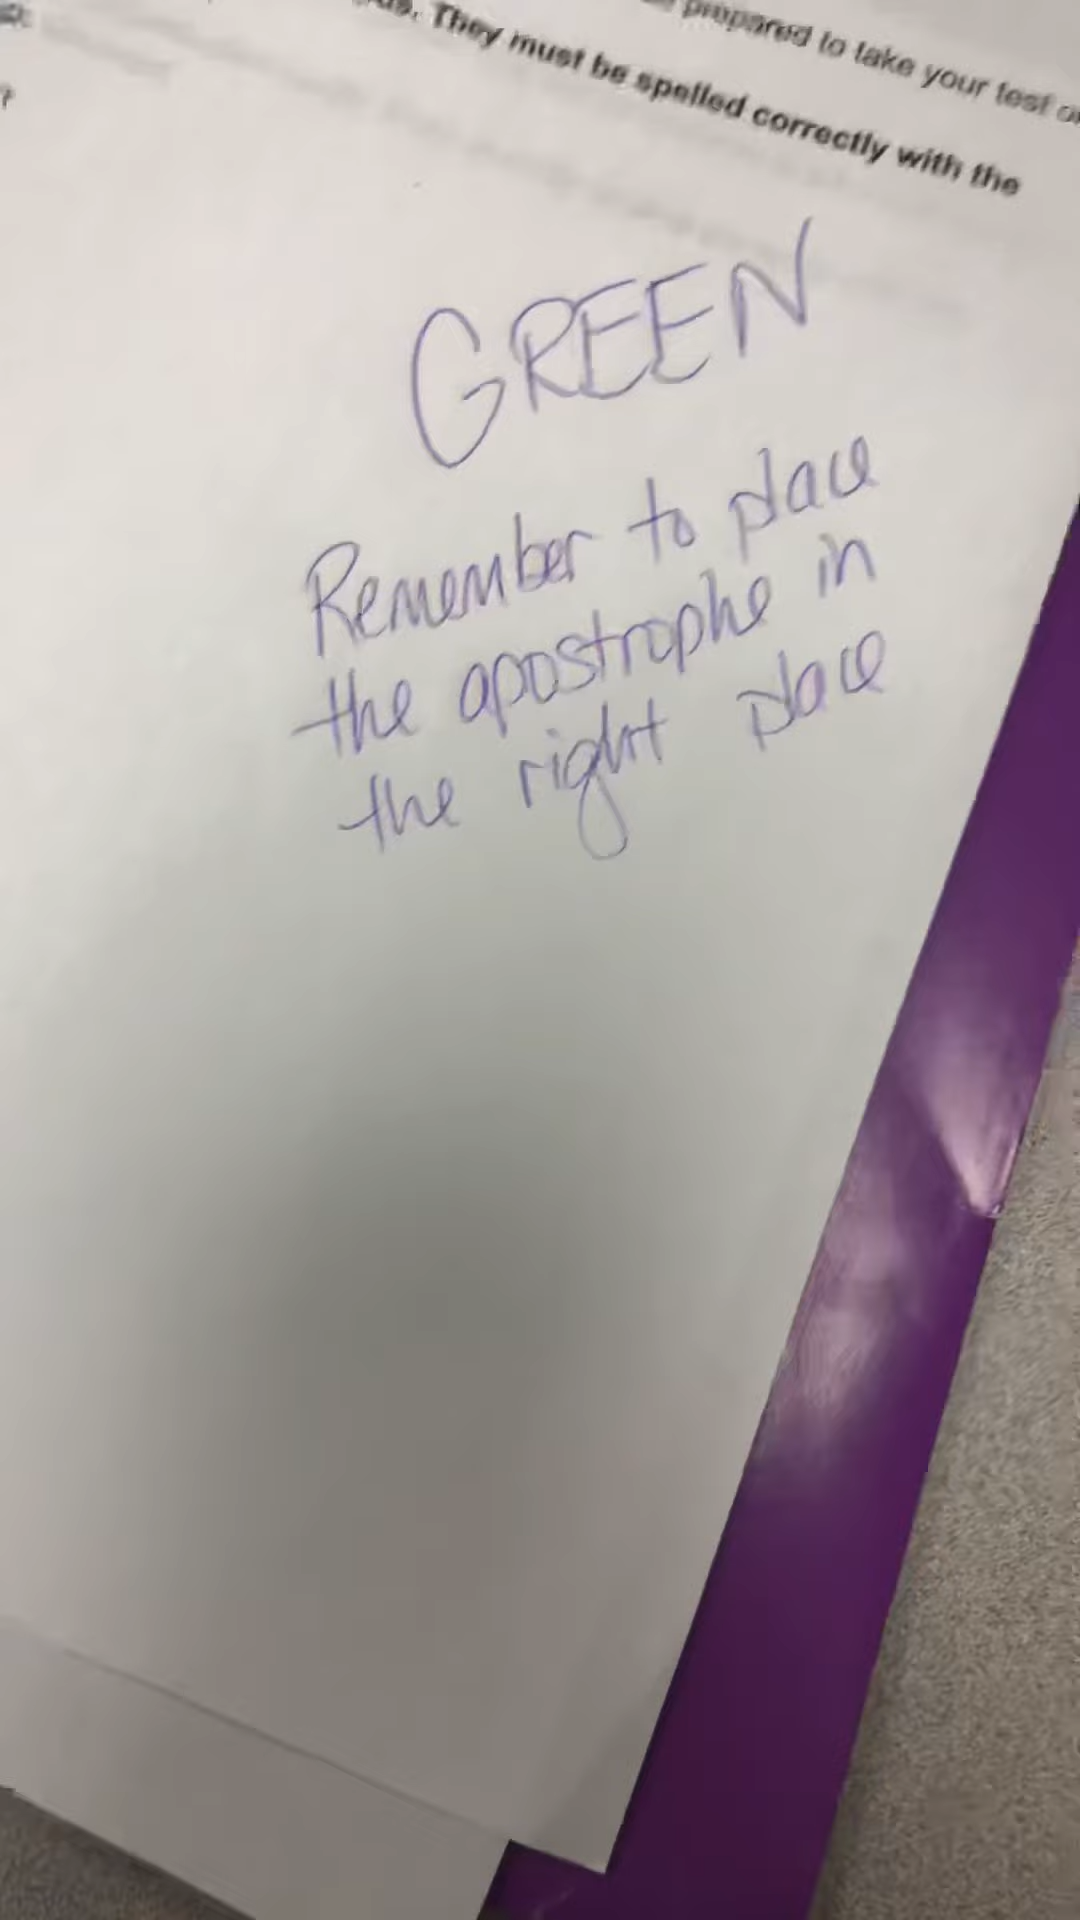 prepared to take your test
They must be spelled correctly with the
GREEN
Remember to place
the apostrophe in
the right place